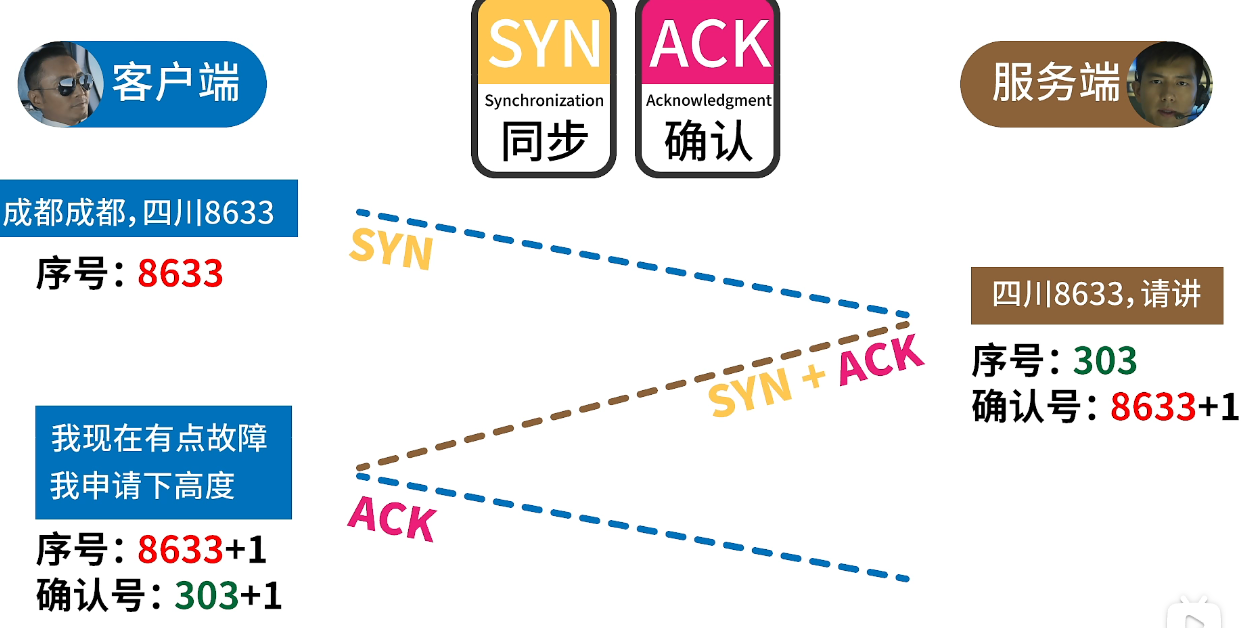 SYN
Synchronization
同步
ACK
Acknowledgment
确认
客户端
服务端
成都成都，四川8633
序号：8633
SYN
四川8633，请讲
序号：303
确认号：8633+1
SYN + ACK
我现在有点故障
我申请下高度
序号：8633+1
确认号：303+1
ACK